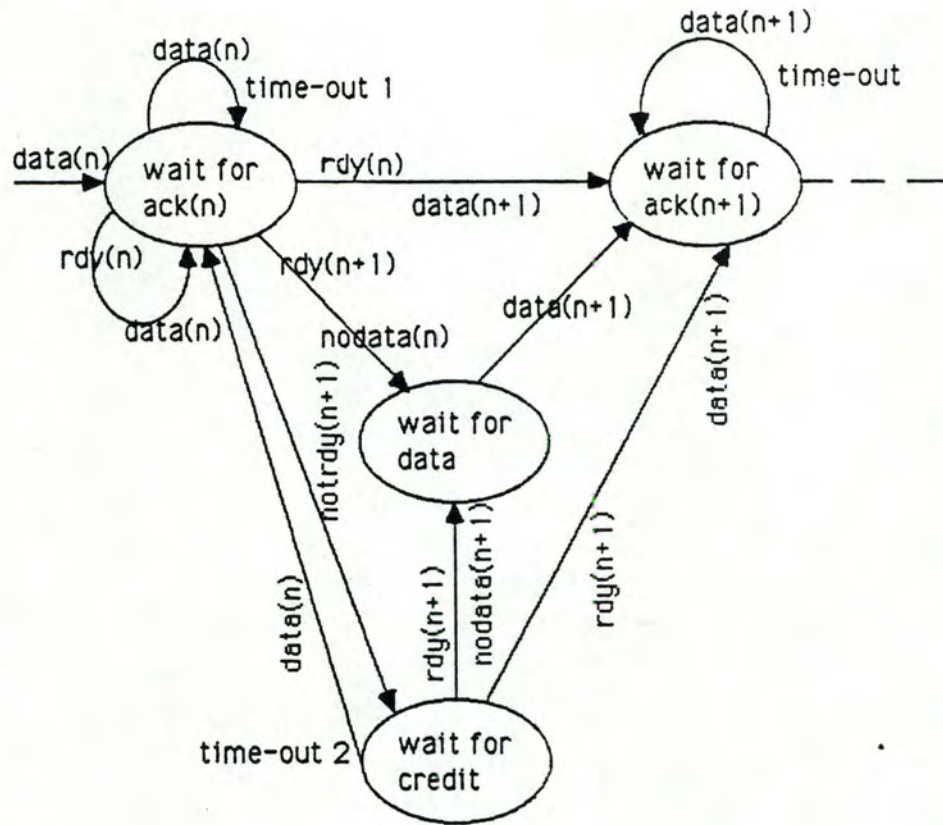 data(n)
data(n+1)
time-out 1
time-out
data(n)
wait for
ack(n)
rdy(n)
data(n+1)
wait for
ack(n+1)
rdy(n)
data(n)
rdy(n+1)
nodata(n)
data(n+1)
data(n+1)
notrdy(n+1)
wait for
data
data(n)
rdy(n+1)
nodata(n+1)
rdy(n+1)
time-out 2
wait for
credit